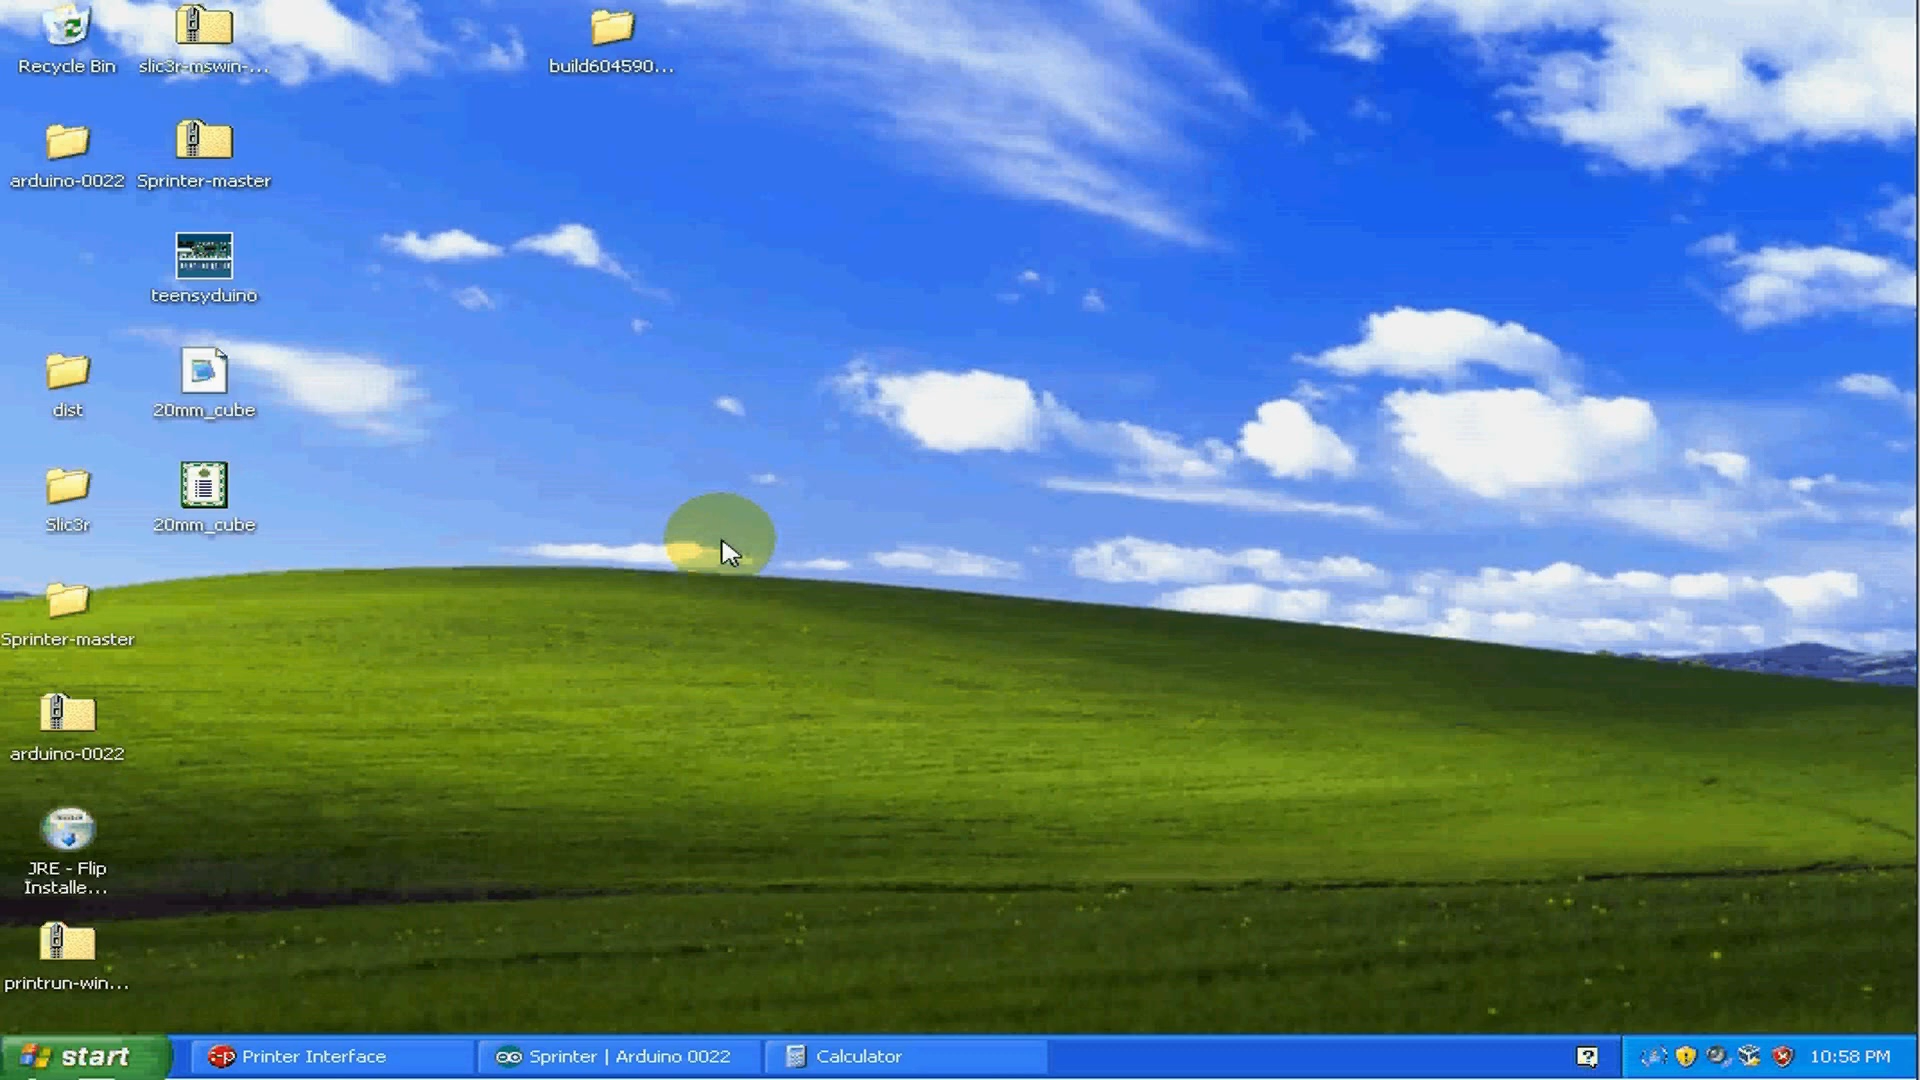 Recycle Bin
slic3r-mswin-...
build604590...
arduino-0022
Sprinter-master
teensyduino
dist
20mm_cube
Slic3r
20mm_cube
Sprinter-master
arduino-0022
JRE - Flip
Installe...
printrun-win...
start
Printer Interface
Sprinter | Arduino 0022
Calculator
?
10:58 PM